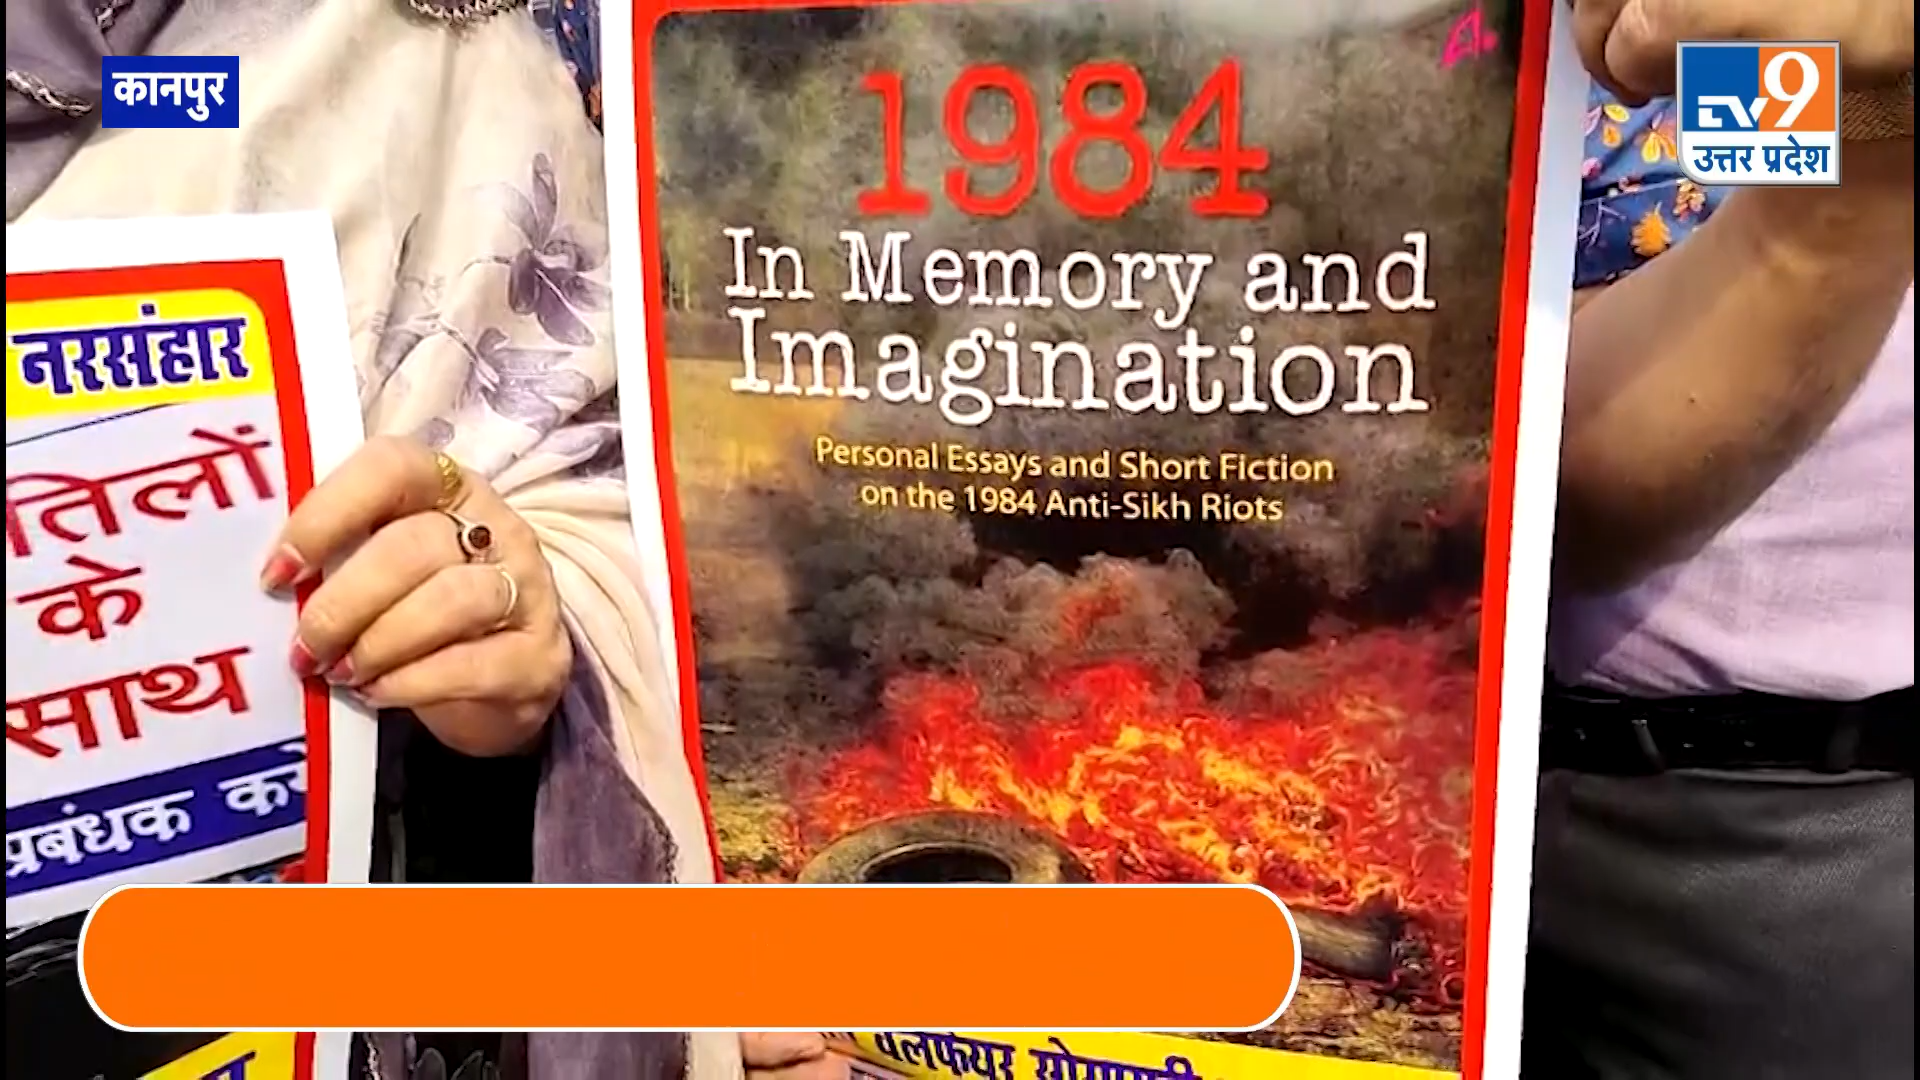 कानपुर
TV9
उत्तर प्रदेश
1984
In Memory and
Imagination
Personal Essays and Short Fiction
on the 1984 Anti-Sikh Riots
नरसंहार
के
साथ
प्रबंधक